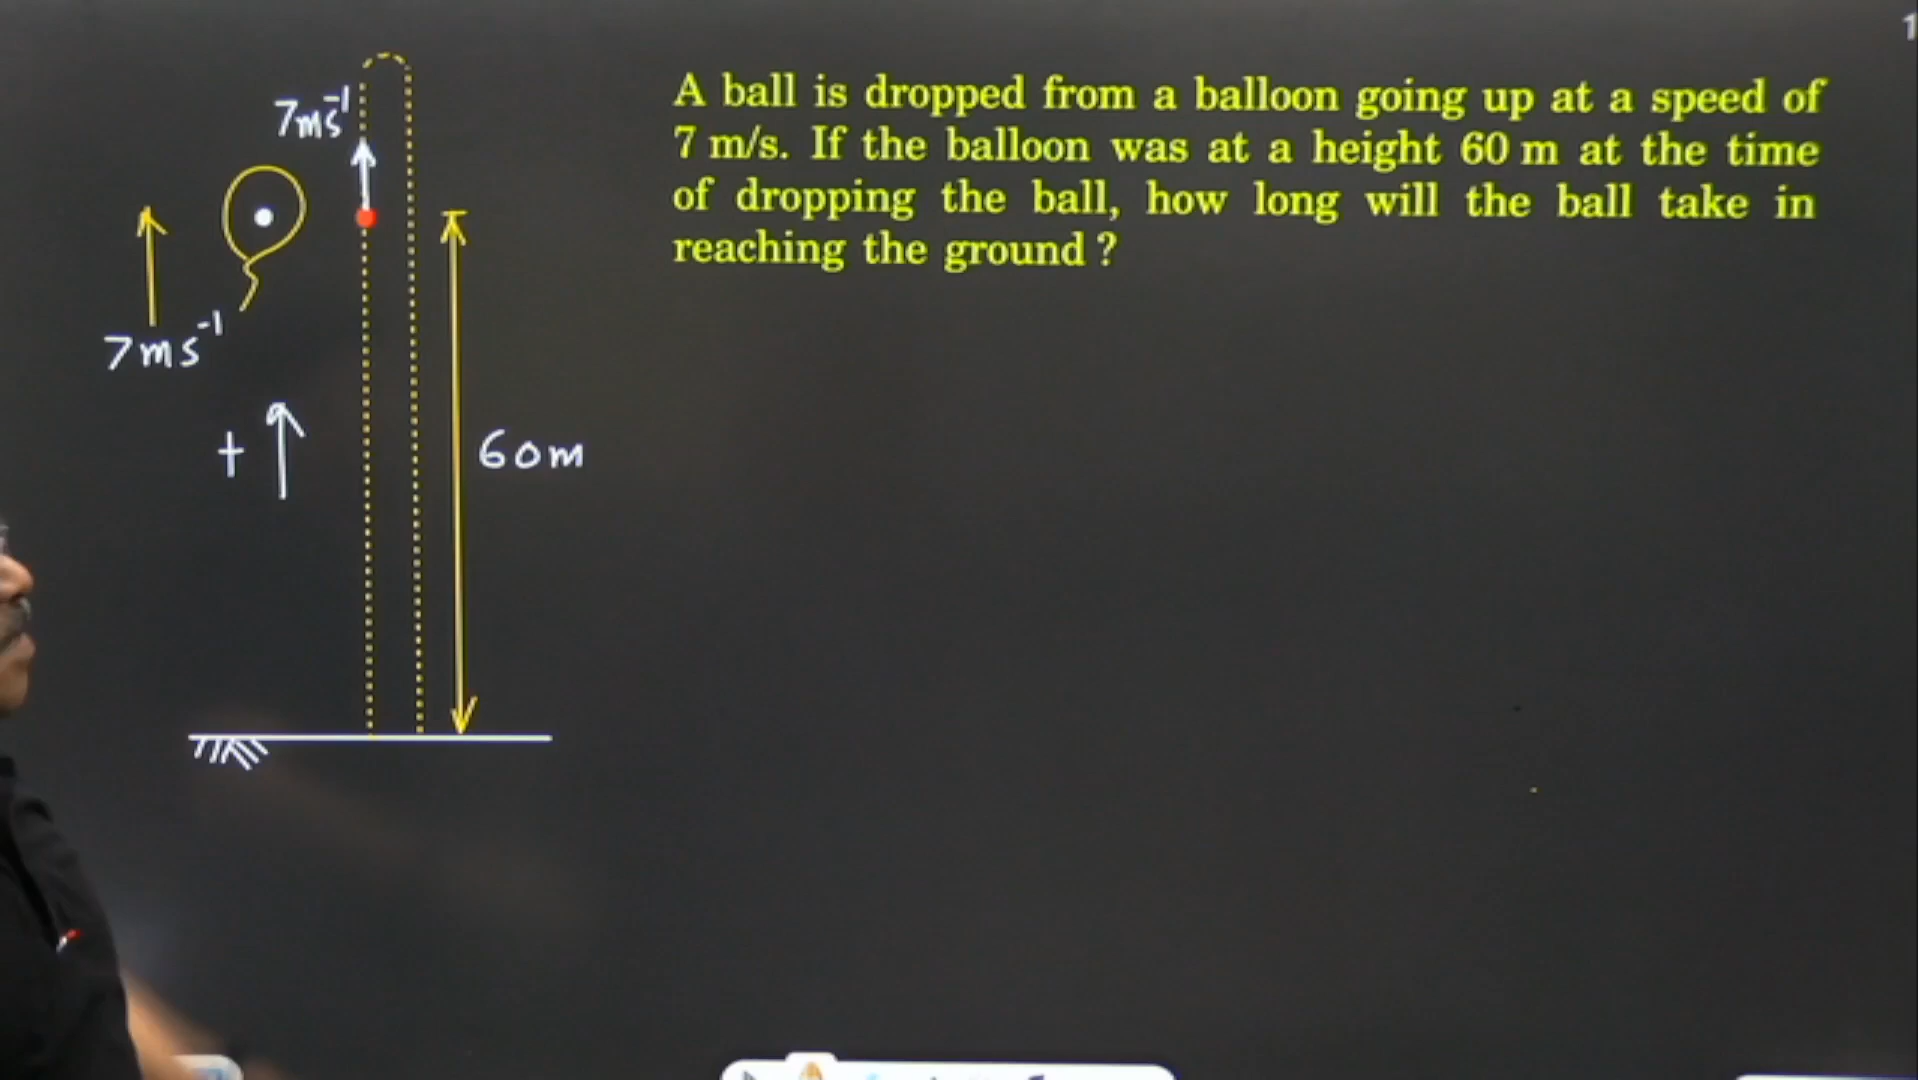 A ball is dropped from a balloon going up at a speed of
7 m/s. If the balloon was at a height 60 m at the time
of dropping the ball, how long will the ball take in
reaching the ground ?
7ms⁻¹
7ms⁻¹
+
60m
1